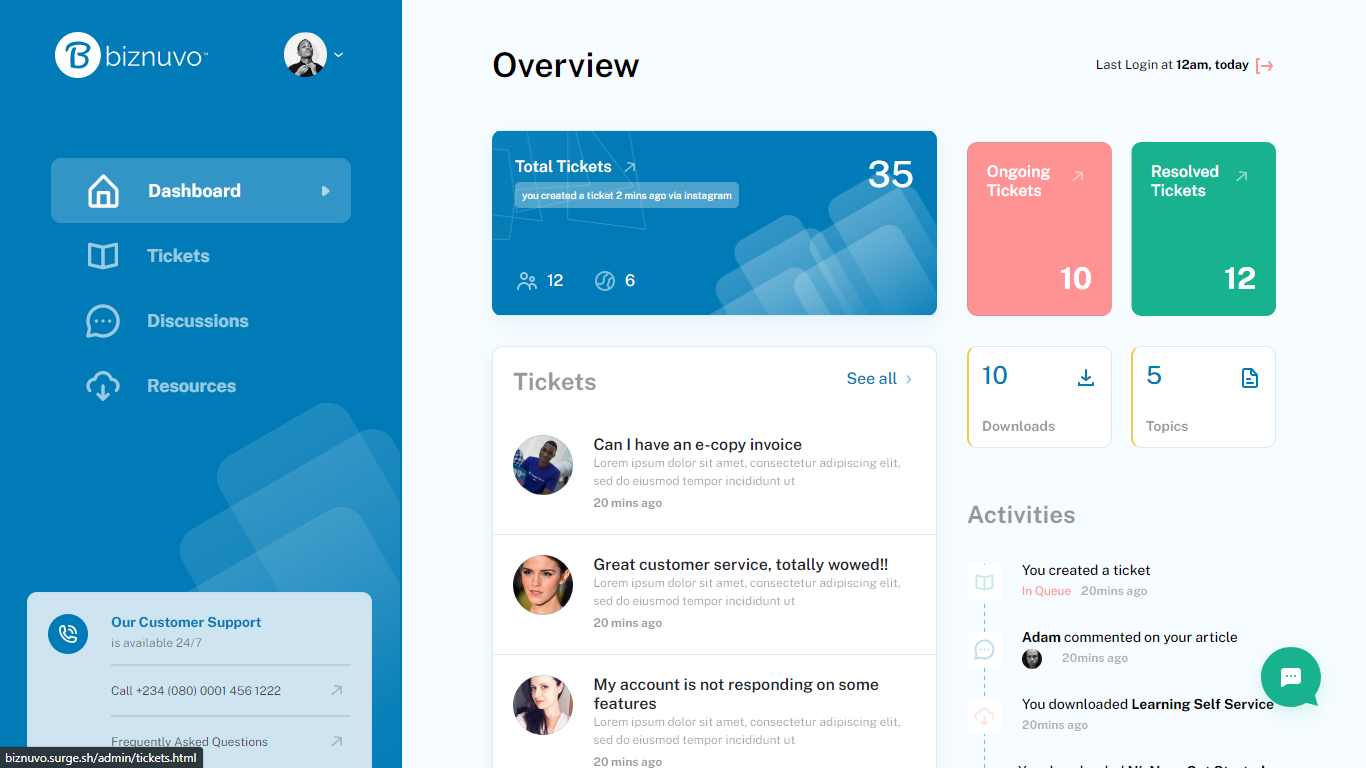 biznuvo™
Dashboard
Tickets
Discussions
Resources
Our Customer Support
is available 24/7
Call +234 (080) 0001 456 1222
Frequently Asked Questions
biznuvo.surge.sh/admin/tickets.html
Overview
Last Login at 12am, today
Total Tickets
35
you created a ticket 2 mins ago via instagram
12
6
Ongoing
Tickets
10
Resolved
Tickets
12
Tickets
See all
Can I have an e-copy invoice
Lorem ipsum dolor sit amet, consectetur adipiscing elit,
sed do eiusmod tempor incididunt ut
20 mins ago
Great customer service, totally wowed!!
Lorem ipsum dolor sit amet, consectetur adipiscing elit,
sed do eiusmod tempor incididunt ut
20 mins ago
My account is not responding on some
features
Lorem ipsum dolor sit amet, consectetur adipiscing elit,
sed do eiusmod tempor incididunt ut
20 mins ago
10
Downloads
5
Topics
Activities
You created a ticket
In Queue 20mins ago
Adam commented on your article
20mins ago
You downloaded Learning Self Service
20mins ago